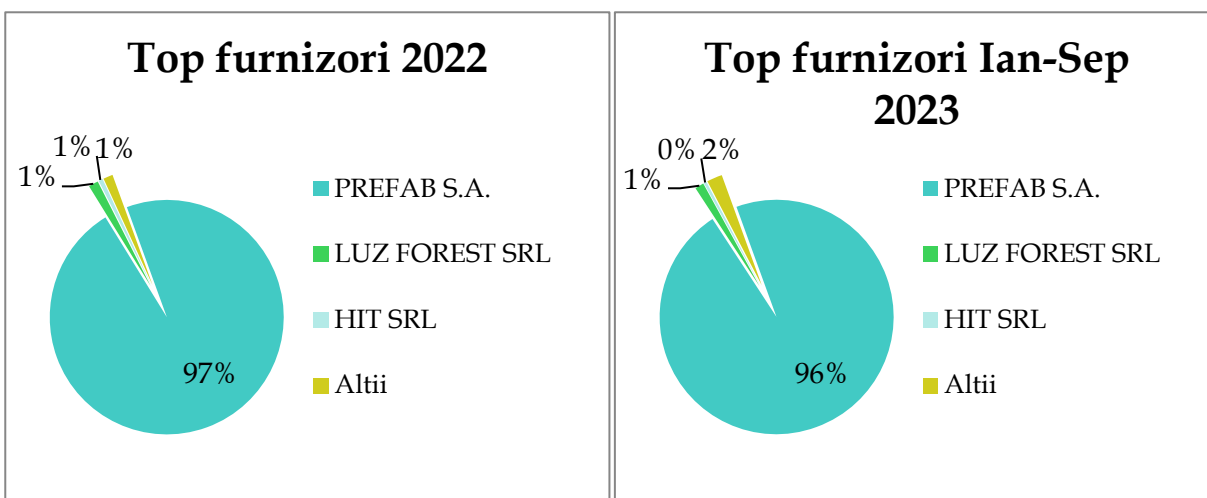 Top furnizori 2022
1% 1%
1%
97%
PREFAB S.A.
LUZ FOREST SRL
HIT SRL
Altii
Top furnizori Ian-Sep
2023
0% 2%
1%
96%
PREFAB S.A.
LUZ FOREST SRL
HIT SRL
Altii